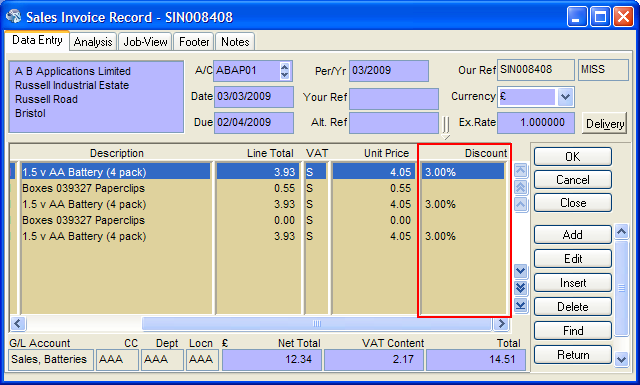 Sales Invoice Record - SIN008408
Data Entry Analysis Job-View Footer Notes
A B Applications Limited
Russell Industrial Estate
Russell Road
Bristol
A/C ABAP01 Per/Yr 03/2009 Our Ref SIN008408 MISS
Date 03/03/2009 Your Ref Currency £
Due 02/04/2009 Alt. Ref Ex.Rate 1.000000 Delivery
Description Line Total VAT Unit Price Discount
1.5 v AA Battery (4 pack) 3.93 S 4.05 3.00%
Boxes 039327 Paperclips 0.55 S 0.55
1.5 v AA Battery (4 pack) 3.93 S 4.05 3.00%
Boxes 039327 Paperclips 0.00 S 0.00
1.5 v AA Battery (4 pack) 3.93 S 4.05 3.00%
OK
Cancel
Close
Add
Edit
Insert
Delete
Find
Return
G/L Account CC Dept Locn £ Net Total VAT Content Total
Sales, Batteries AAA AAA AAA 12.34 2.17 14.51